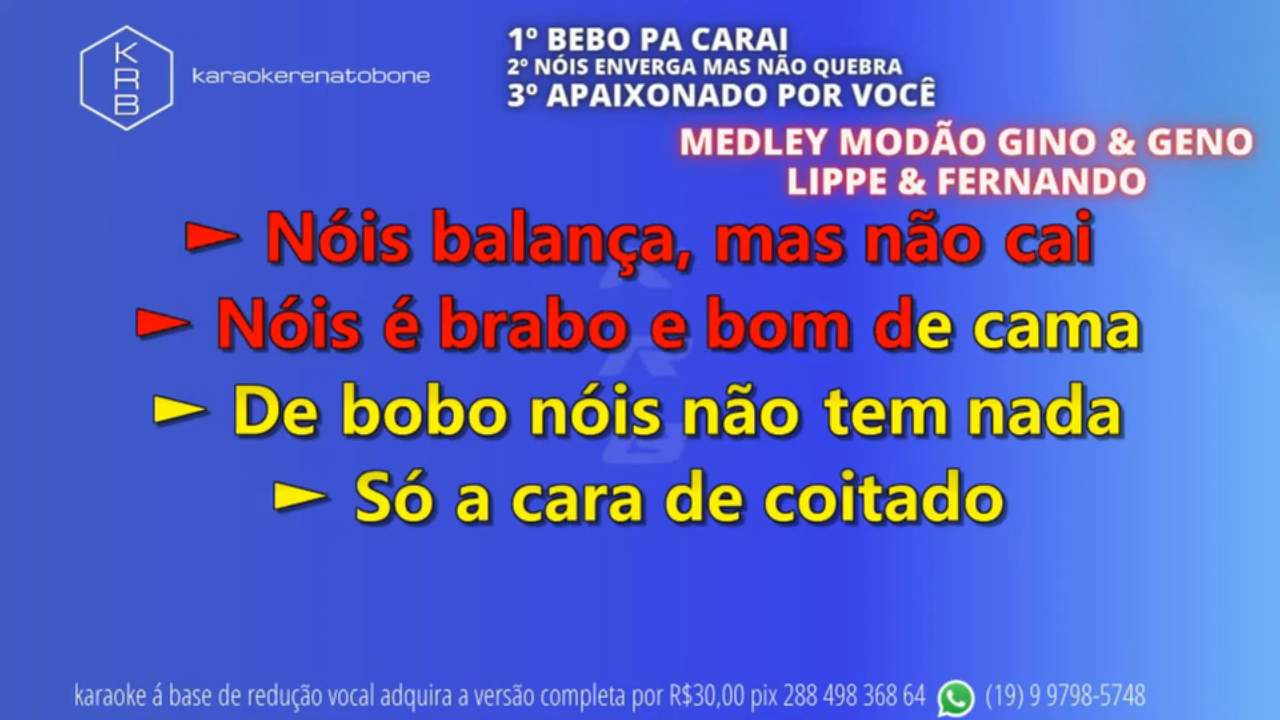 K
R
B
karaokerenatobone
1º BEBO PA CARAI
2º NÓIS ENVERGA MAS NÃO QUEBRA
3º APAIXONADO POR VOCÊ
MEDLEY MODÃO GINO & GENO
LIPPE & FERNANDO
► Nóis balança, mas não cai
► Nóis é brabo e bom de cama
► De bobo nóis não tem nada
► Só a cara de coitado
karaoke á base de redução vocal adquira a versão completa por R$30,00 pix 288 498 368 64 (19) 9 9798-5748